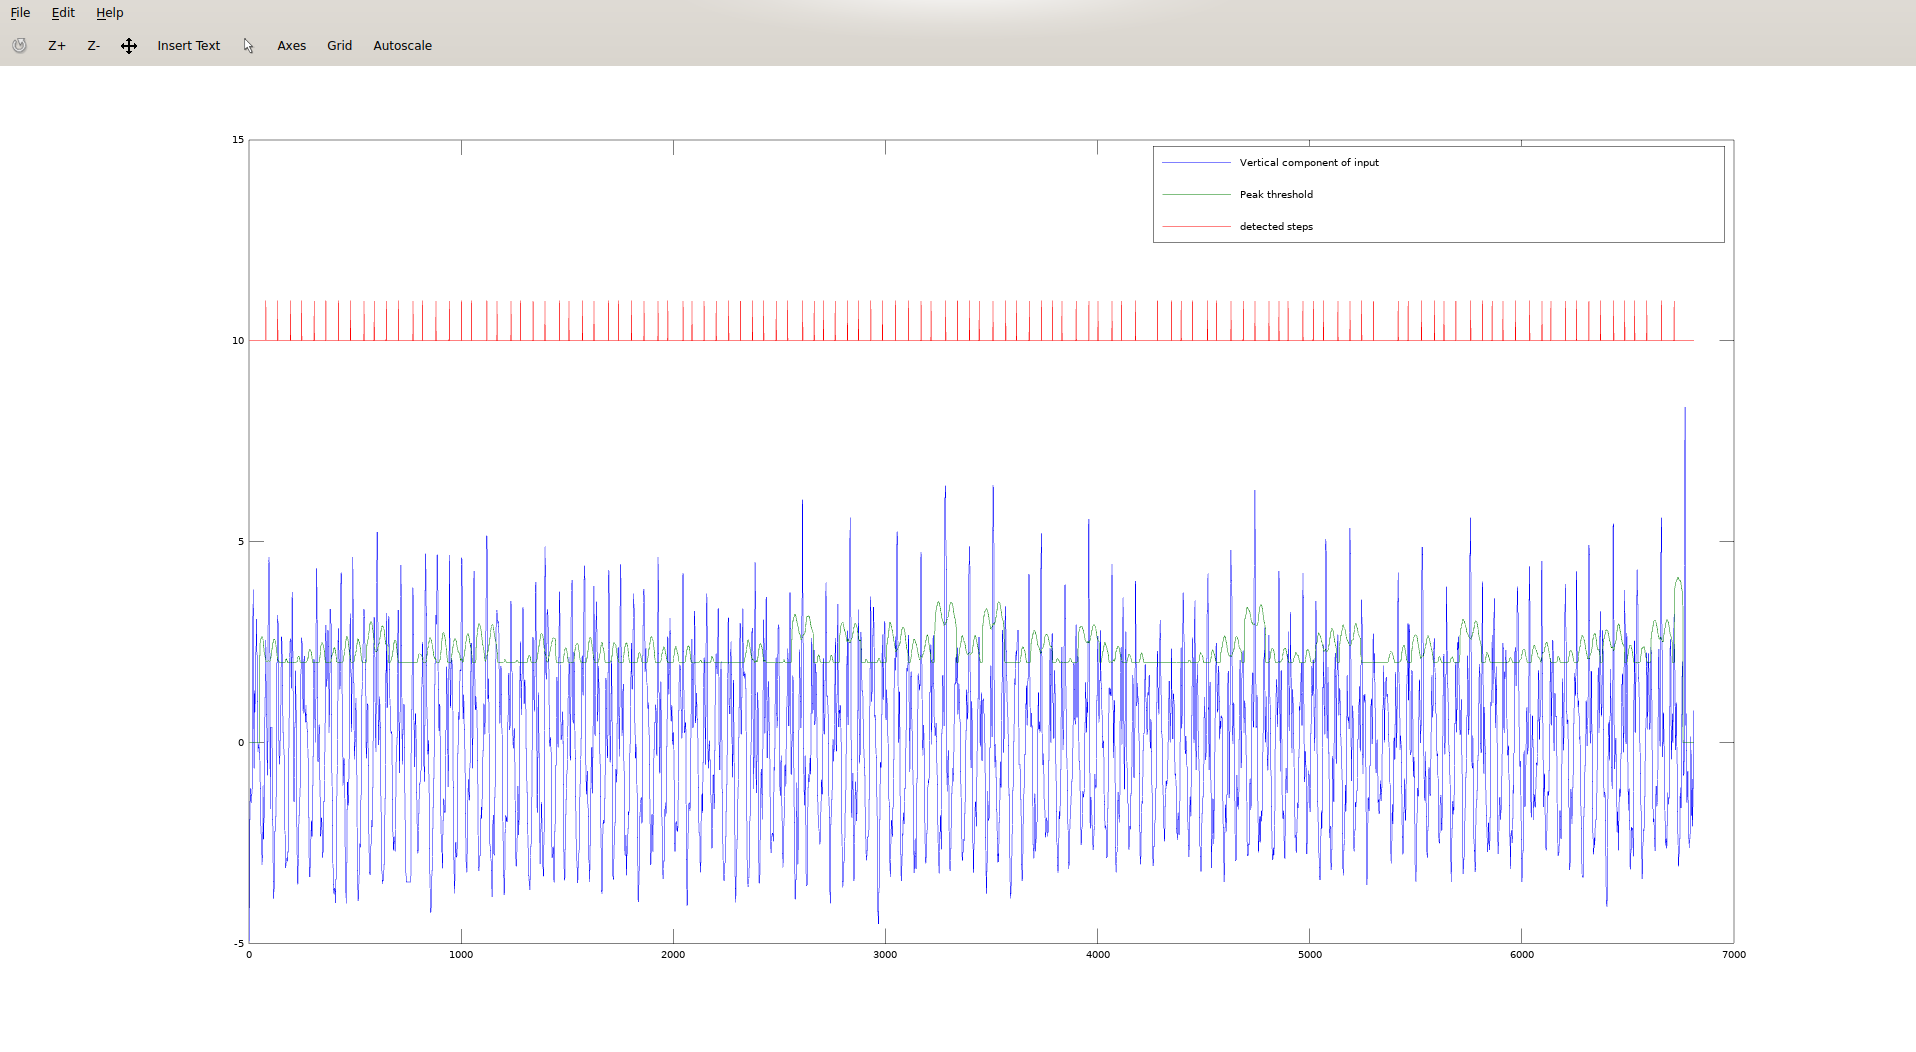 File Edit Help
Z+ Z- Insert Text Axes Grid Autoscale
15
Vertical component of input
Peak threshold
detected steps
10
5
0
-5
0 1000 2000 3000 4000 5000 6000 7000